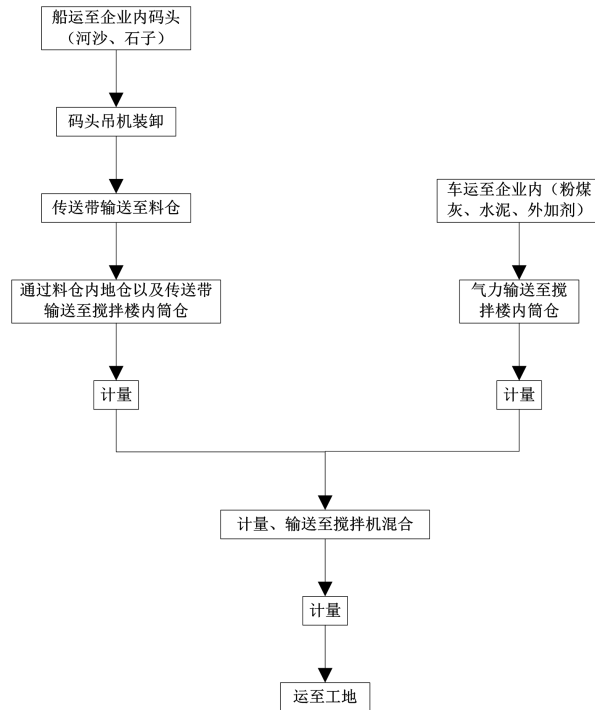 船运至企业内码头
（河沙、石子）
码头吊机装卸
传送带输送至料仓
通过料仓内地仓以及传送带
输送至搅拌楼内筒仓
计量
车运至企业内（粉煤
灰、水泥、外加剂）
气力输送至搅
拌楼内筒仓
计量
计量、输送至搅拌机混合
计量
运至工地